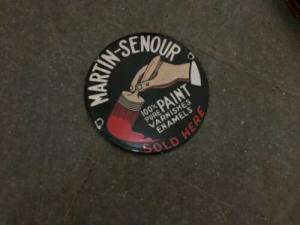 MARTIN-SENOUR
100%
PURE PAINT
VARNISHES
ENAMELS
SOLD HERE